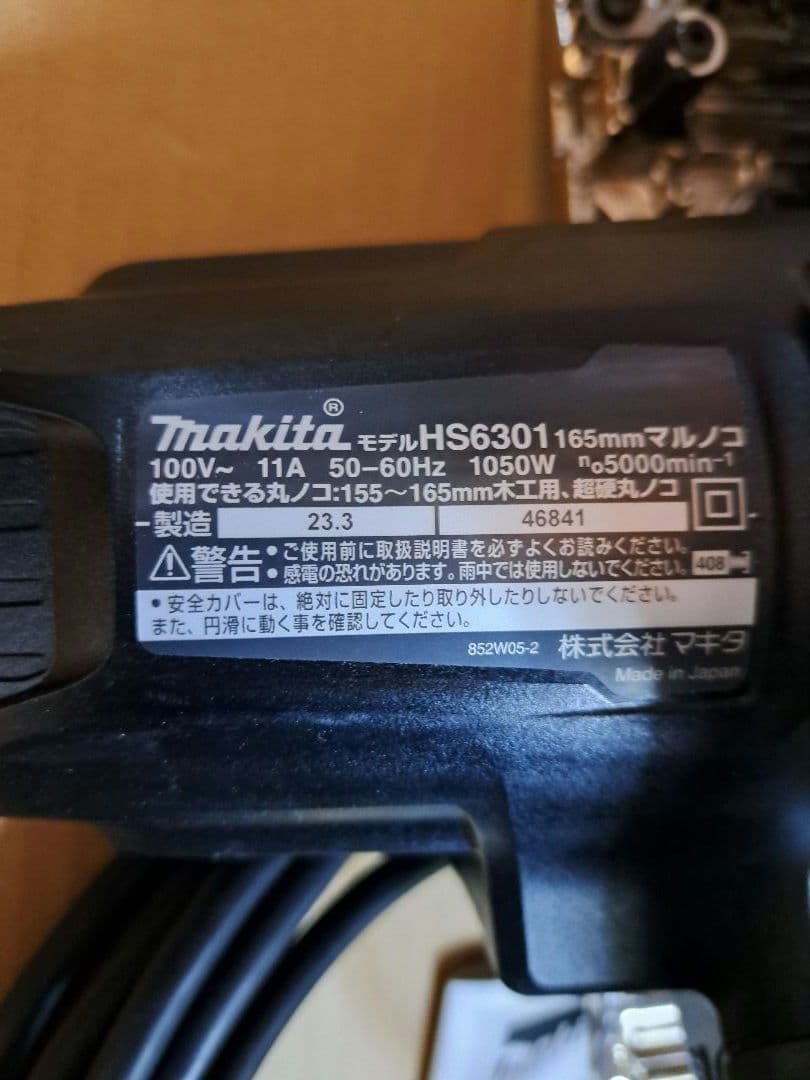 makita® モデル HS6301 165mmマルノコ
100V~ 11A 50-60Hz 1050W n₀5000min⁻¹
使用できる丸ノコ:155~165mm木工用、超硬丸ノコ
製造 23.3 46841
警告 • ご使用前に取扱説明書を必ずよくお読みください。
• 感電の恐れがあります。雨中では使用しないでください。 408
• 安全カバーは、絶対に固定したり取り外したりしないでください。
また、円滑に動く事を確認してください。
852W05-2 株式会社 マキタ
Made in Japan